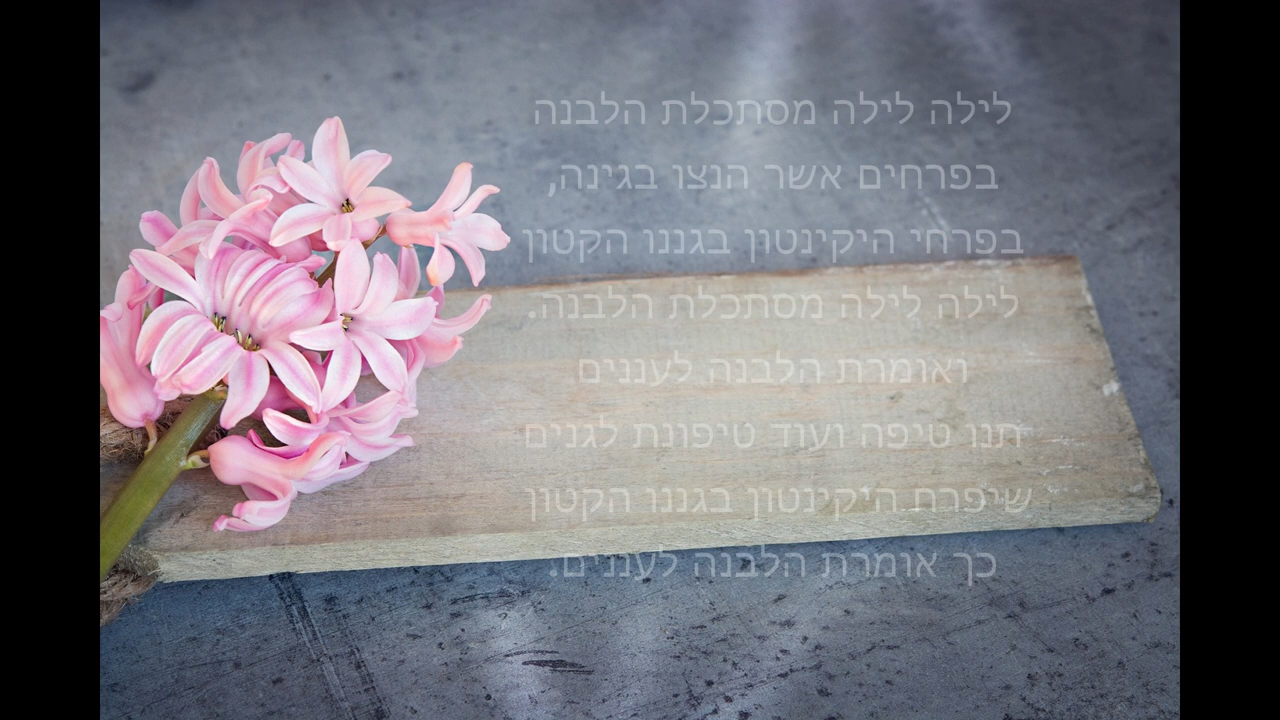 לילה לילה מסתכלת הלבנה
בפרחים אשר הנצו בגינה,
בפרחי היקינטון בגננו הקטון
לילה לילה מסתכלת הלבנה.
ואומרת הלבנה לעננים
תנו טיפה ועוד טיפונת לגנים
שיפרח היקינטון בגננו הקטון
כך אומרת הלבנה לעננים.